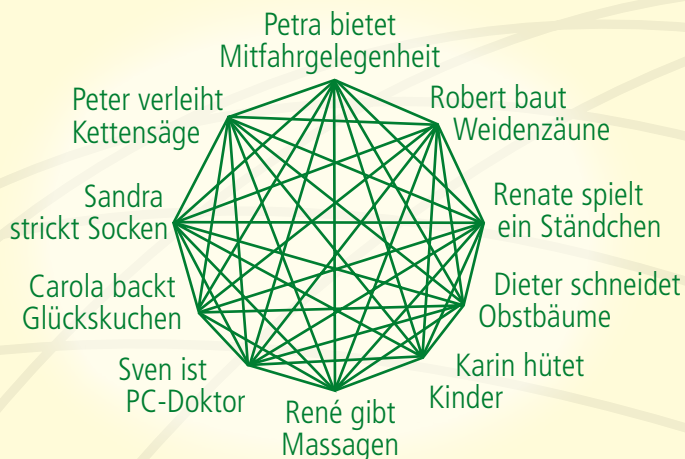 Petra bietet
Mitfahrgelegenheit
Robert baut
Weidenzäune
Renate spielt
ein Ständchen
Dieter schneidet
Obstbäume
Karin hütet
Kinder
René gibt
Massagen
Sven ist
PC-Doktor
Carola backt
Glückskuchen
Sandra
strickt Socken
Peter verleiht
Kettensäge